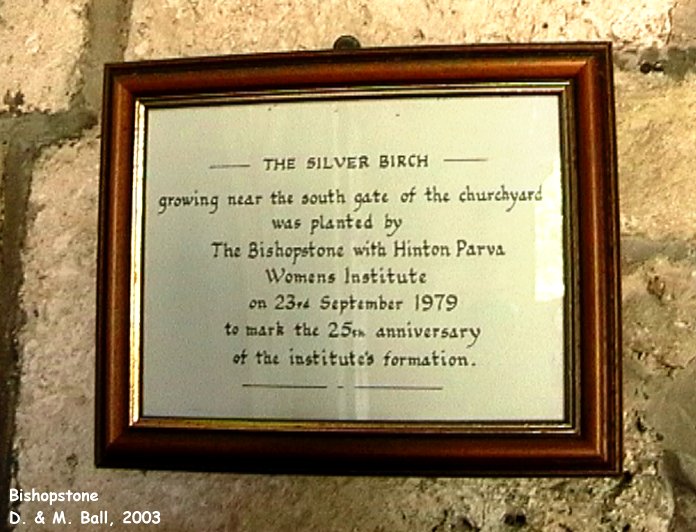 THE SILVER BIRCH
growing near the south gate of the churchyard
was planted by
The Bishopstone with Hinton Parva
Womens Institute
on 23rd September 1979
to mark the 25th anniversary
of the institute's formation.
Bishopstone
D. & M. Ball, 2003